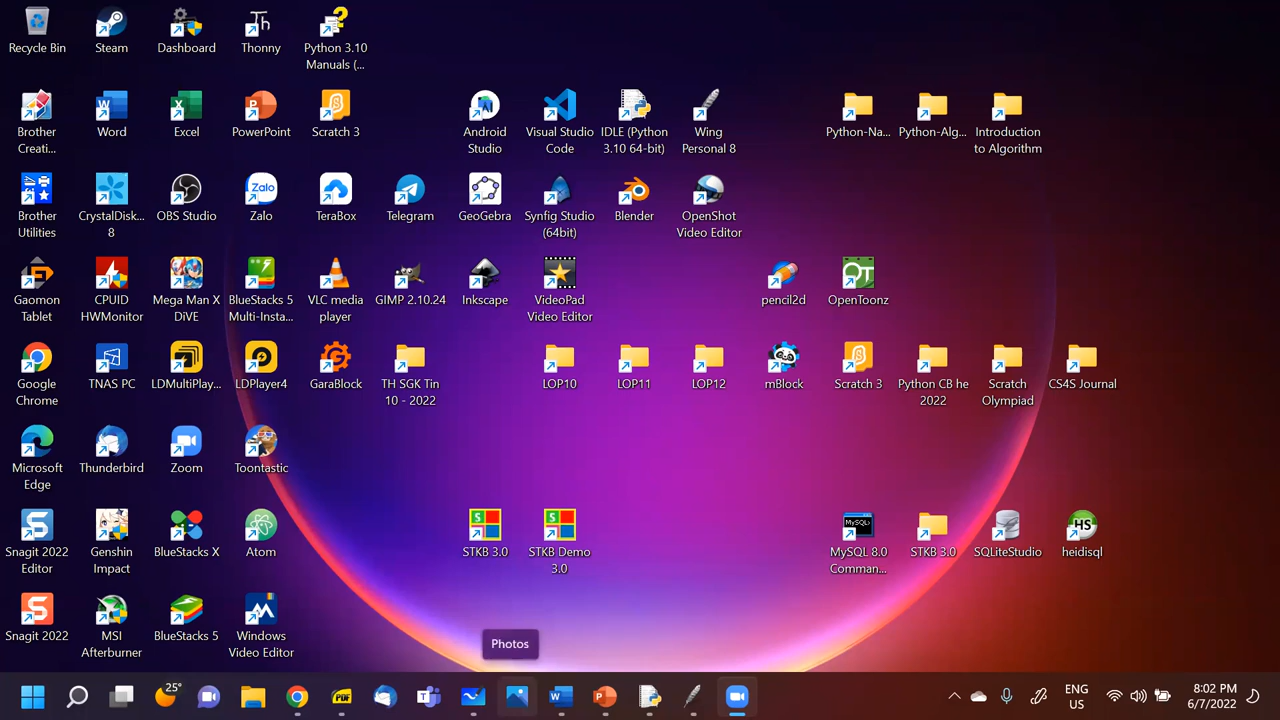 Recycle Bin
Steam
Dashboard
Thonny
Python 3.10
Manuals (...
Brother
Creati...
Word
Excel
PowerPoint
Scratch 3
Android
Studio
Visual Studio
Code
IDLE (Python
3.10 64-bit)
Wing
Personal 8
Python-Na...
Python-Alg...
Introduction
to Algorithm
Brother
Utilities
CrystalDisk...
8
OBS Studio
Zalo
Zalo
TeraBox
Telegram
GeoGebra
Synfig Studio
(64bit)
Blender
OpenShot
Video Editor
Gaomon
Tablet
CPUID
HWMonitor
Mega Man X
DiVE
BlueStacks 5
Multi-Insta...
VLC media
player
GIMP 2.10.24
Inkscape
VideoPad
Video Editor
pencil2d
OT
OpenToonz
Google
Chrome
TNAS PC
LDMultiPlay...
LDPlayer4
GaraBlock
TH SGK Tin
10 - 2022
LOP10
LOP11
LOP12
mBlock
Scratch 3
Python CB he
2022
Scratch
Olympiad
CS4S Journal
Microsoft
Edge
Thunderbird
Zoom
Toontastic
Snagit 2022
Editor
Genshin
Impact
BlueStacks X
Atom
STKB 3.0
STKB Demo
3.0
MySQL>
MySQL 8.0
Comman...
STKB 3.0
SQLiteStudio
HS
heidisql
Snagit 2022
MSI
Afterburner
BlueStacks 5
Windows
Video Editor
Photos
25°
PDF
ENG
US
8:02 PM
6/7/2022